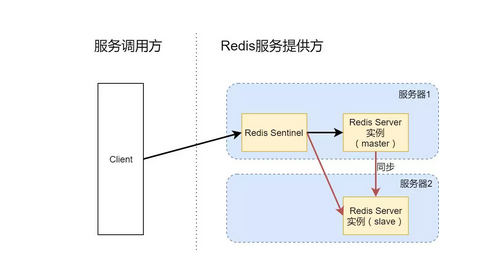 服务调用方
Redis服务提供方
服务器1
Client
Redis Sentinel
Redis Server
实例
（master）
同步
服务器2
Redis Server
实例（slave）